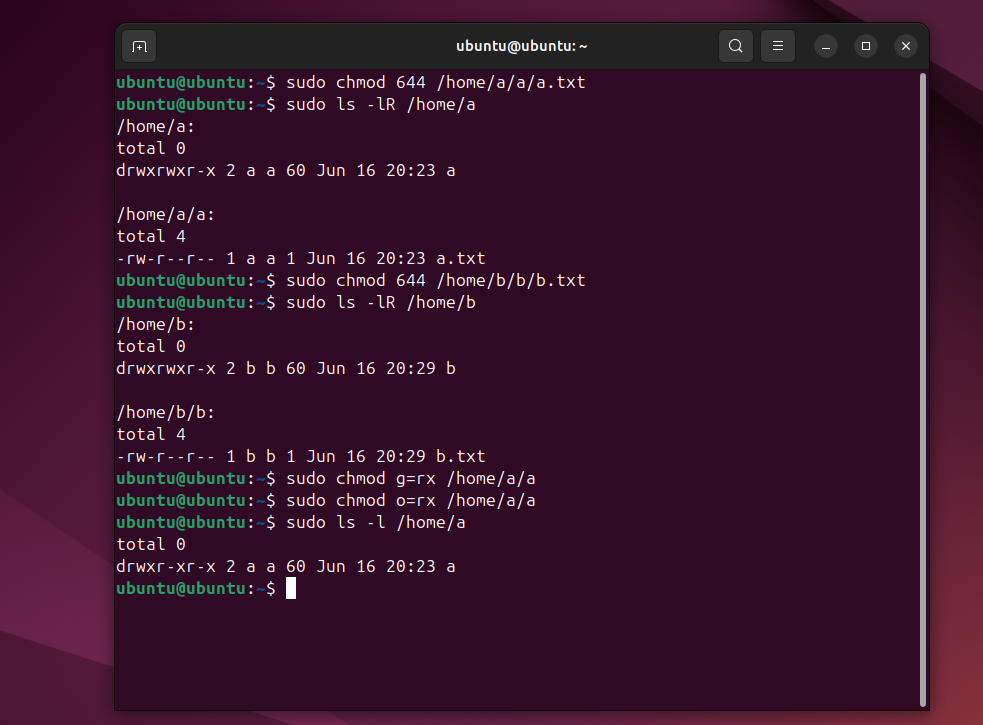 ubuntu@ubuntu: ~
ubuntu@ubuntu:~$ sudo chmod 644 /home/a/a/a.txt
ubuntu@ubuntu:~$ sudo ls -lR /home/a
/home/a:
total 0
drwxrwxr-x 2 a a 60 Jun 16 20:23 a

/home/a/a:
total 4
-rw-r--r-- 1 a a 1 Jun 16 20:23 a.txt
ubuntu@ubuntu:~$ sudo chmod 644 /home/b/b/b.txt
ubuntu@ubuntu:~$ sudo ls -lR /home/b
/home/b:
total 0
drwxrwxr-x 2 b b 60 Jun 16 20:29 b

/home/b/b:
total 4
-rw-r--r-- 1 b b 1 Jun 16 20:29 b.txt
ubuntu@ubuntu:~$ sudo chmod g=rx /home/a/a
ubuntu@ubuntu:~$ sudo chmod o=rx /home/a/a
ubuntu@ubuntu:~$ sudo ls -l /home/a
total 0
drwxr-xr-x 2 a a 60 Jun 16 20:23 a
ubuntu@ubuntu:~$